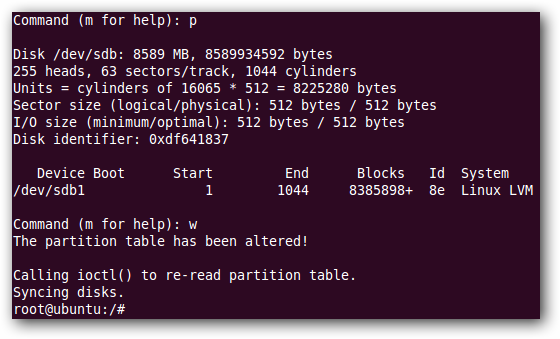 Command (m for help): p
Disk /dev/sdb: 8589 MB, 8589934592 bytes
255 heads, 63 sectors/track, 1044 cylinders
Units = cylinders of 16065 * 512 = 8225280 bytes
Sector size (logical/physical): 512 bytes / 512 bytes
I/O size (minimum/optimal): 512 bytes / 512 bytes
Disk identifier: 0xdf641837
Device Boot Start End Blocks Id System
/dev/sdb1 1 1044 8385898+ 8e Linux LVM
Command (m for help): w
The partition table has been altered!
Calling ioctl() to re-read partition table.
Syncing disks.
root@ubuntu:/#